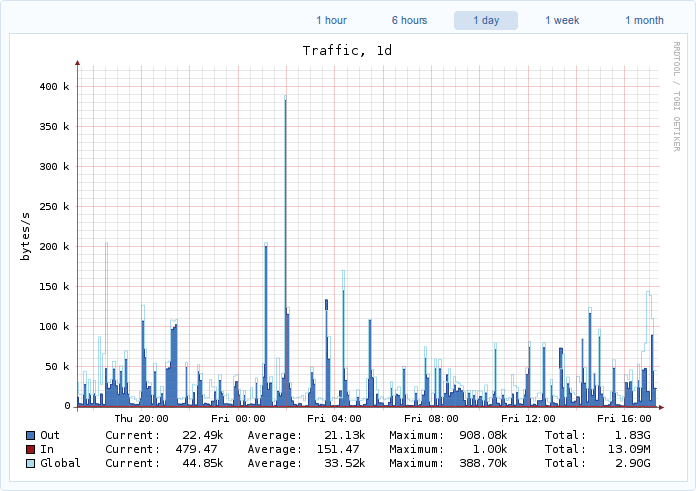 1 hour 6 hours 1 day 1 week 1 month
Traffic, 1d
RRDTOOL / TOBI OETIKER
bytes/s
400 k
350 k
300 k
250 k
200 k
150 k
100 k
50 k
0
Thu 20:00 Fri 00:00 Fri 04:00 Fri 08:00 Fri 12:00 Fri 16:00
Out Current: 22.49k Average: 21.13k Maximum: 908.08k Total: 1.83G
In Current: 479.47 Average: 151.47 Maximum: 1.00k Total: 13.09M
Global Current: 44.85k Average: 33.52k Maximum: 388.70k Total: 2.90G